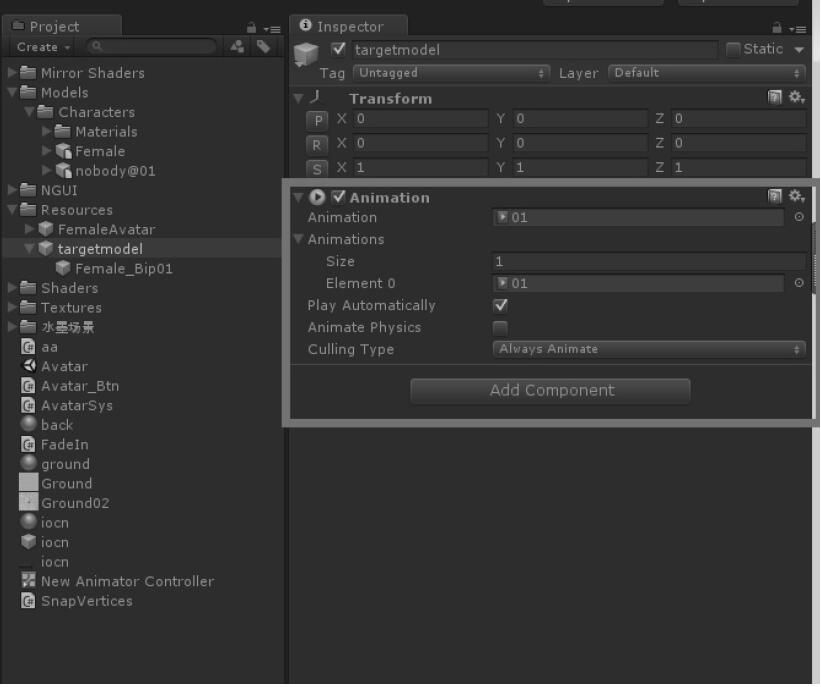 Project
Create
Mirror Shaders
Models
Characters
Materials
Female
nobody@01
NGUI
Resources
FemaleAvatar
targetmodel
Female_Bip01
Shaders
Textures
水墨场景
aa
Avatar
Avatar_Btn
AvatarSys
back
FadeIn
ground
Ground
Ground02
iocn
iocn
iocn
New Animator Controller
SnapVertices
Inspector
targetmodel Static
Tag Untagged Layer Default
Transform
P X 0 Y 0 Z 0
R X 0 Y 0 Z 0
S X 1 Y 1 Z 1
Animation
Animation 01
Animations
Size 1
Element 0 01
Play Automatically
Animate Physics
Culling Type Always Animate
Add Component